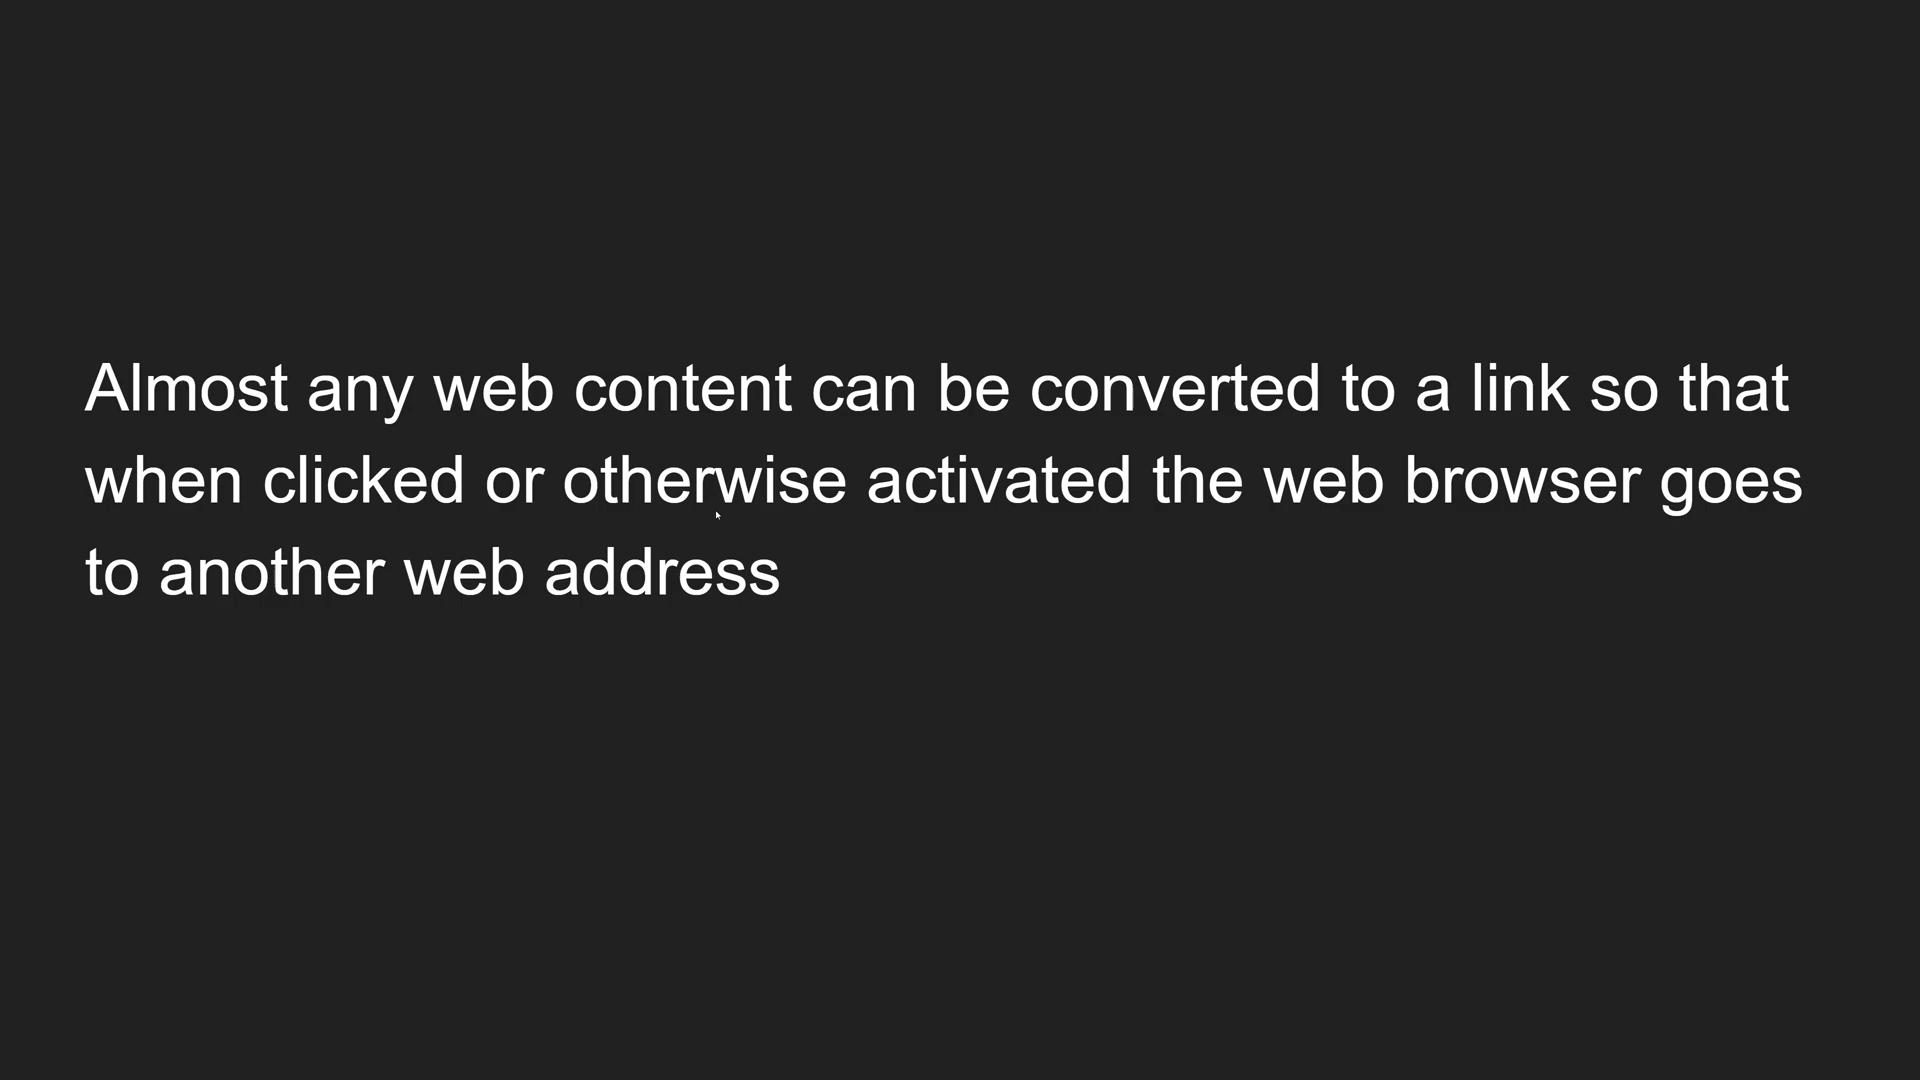 Almost any web content can be converted to a link so that
when clicked or otherwise activated the web browser goes
to another web address